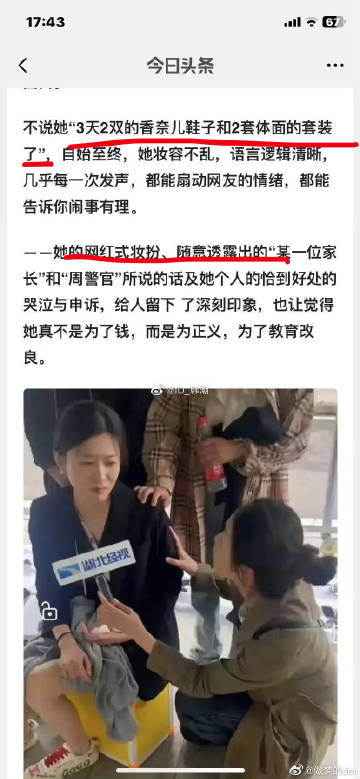 17:43
67
今日头条
不说她“3天2双的香奈儿鞋子和2套体面的套装
了”，自始至终，她妆容不乱，语言逻辑清晰，
几乎每一次发声，都能扇动网友的情绪，都能
告诉你闹事有理。
——她的网红式妆扮、随意透露出的“某一位家
长”和“周警官”所说的话及她个人的恰到好处的
哭泣与申诉，给人留下了深刻印象，也让觉得
她真不是为了钱，而是为正义，为了教育改
良。
湖北经视